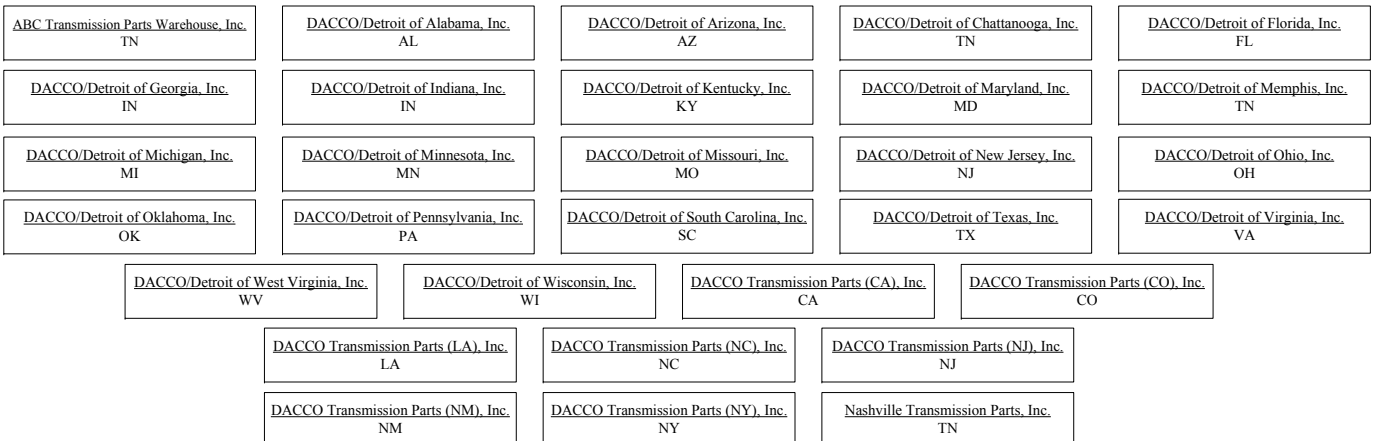 ABC Transmission Parts Warehouse, Inc.
TN
DACCO/Detroit of Alabama, Inc.
AL
DACCO/Detroit of Arizona, Inc.
AZ
DACCO/Detroit of Chattanooga, Inc.
TN
DACCO/Detroit of Florida, Inc.
FL
DACCO/Detroit of Georgia, Inc.
IN
DACCO/Detroit of Indiana, Inc.
IN
DACCO/Detroit of Kentucky, Inc.
KY
DACCO/Detroit of Maryland, Inc.
MD
DACCO/Detroit of Memphis, Inc.
TN
DACCO/Detroit of Michigan, Inc.
MI
DACCO/Detroit of Minnesota, Inc.
MN
DACCO/Detroit of Missouri, Inc.
MO
DACCO/Detroit of New Jersey, Inc.
NJ
DACCO/Detroit of Ohio, Inc.
OH
DACCO/Detroit of Oklahoma, Inc.
OK
DACCO/Detroit of Pennsylvania, Inc.
PA
DACCO/Detroit of South Carolina, Inc.
SC
DACCO/Detroit of Texas, Inc.
TX
DACCO/Detroit of Virginia, Inc.
VA
DACCO/Detroit of West Virginia, Inc.
WV
DACCO/Detroit of Wisconsin, Inc.
WI
DACCO Transmission Parts (CA), Inc.
CA
DACCO Transmission Parts (CO), Inc.
CO
DACCO Transmission Parts (LA), Inc.
LA
DACCO Transmission Parts (NC), Inc.
NC
DACCO Transmission Parts (NJ), Inc.
NJ
DACCO Transmission Parts (NM), Inc.
NM
DACCO Transmission Parts (NY), Inc.
NY
Nashville Transmission Parts, Inc.
TN